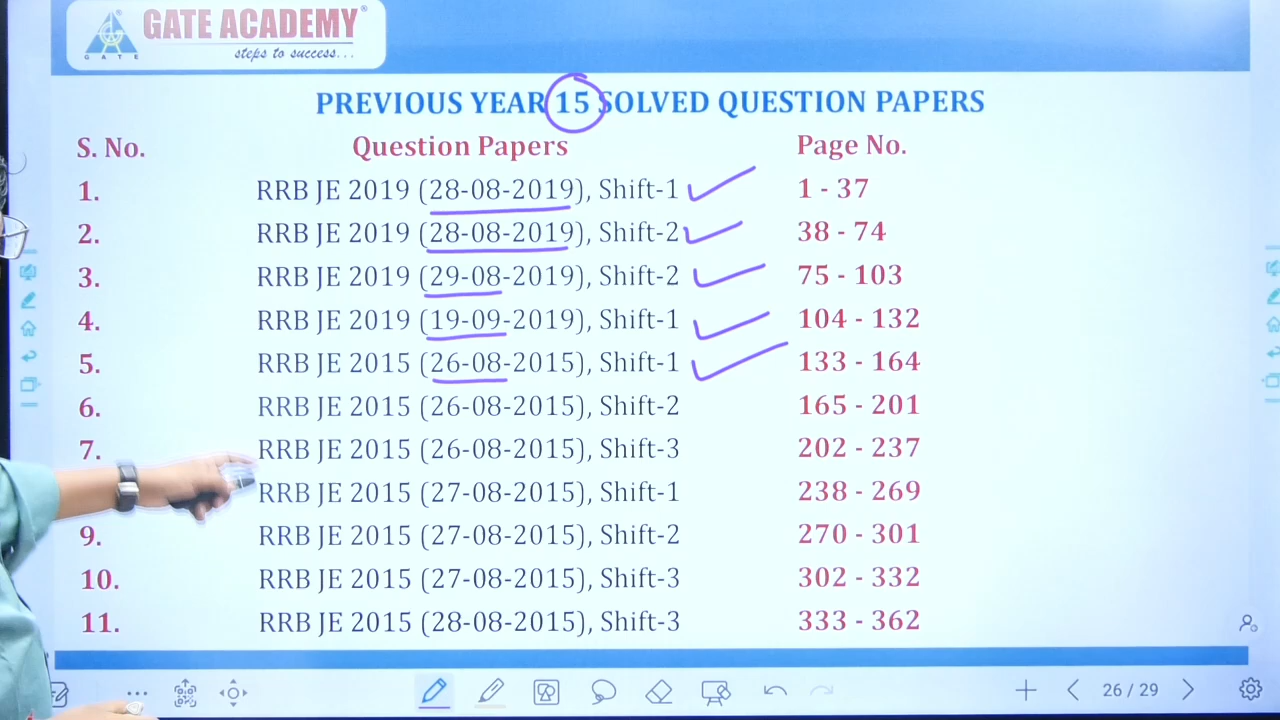 GATE ACADEMY®
steps to success...
GATE
PREVIOUS YEAR 15 SOLVED QUESTION PAPERS
S. No. Question Papers Page No.
1. RRB JE 2019 (28-08-2019), Shift-1 1 - 37
2. RRB JE 2019 (28-08-2019), Shift-2 38 - 74
3. RRB JE 2019 (29-08-2019), Shift-2 75 - 103
4. RRB JE 2019 (19-09-2019), Shift-1 104 - 132
5. RRB JE 2015 (26-08-2015), Shift-1 133 - 164
6. RRB JE 2015 (26-08-2015), Shift-2 165 - 201
7. RRB JE 2015 (26-08-2015), Shift-3 202 - 237
RRB JE 2015 (27-08-2015), Shift-1 238 - 269
9. RRB JE 2015 (27-08-2015), Shift-2 270 - 301
10. RRB JE 2015 (27-08-2015), Shift-3 302 - 332
11. RRB JE 2015 (28-08-2015), Shift-3 333 - 362
26 / 29